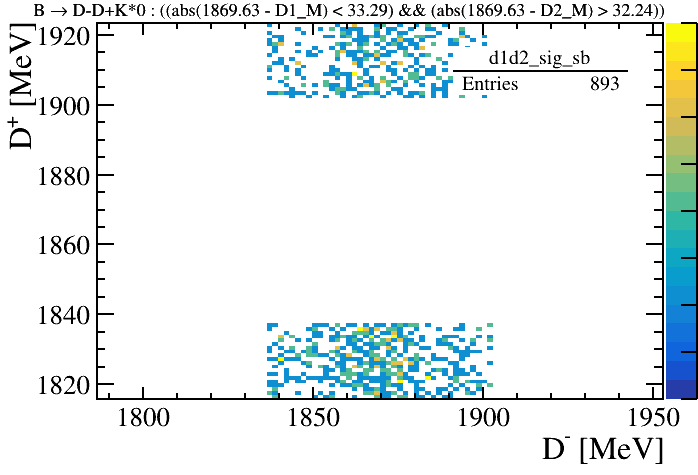 B → D-D+K*0 : ((abs(1869.63 - D1_M) < 33.29) && (abs(1869.63 - D2_M) > 32.24))
D⁺ [MeV]
1920
1900
1880
1860
1840
1820
d1d2_sig_sb
Entries 893
1800 1850 1900 1950
D⁻ [MeV]